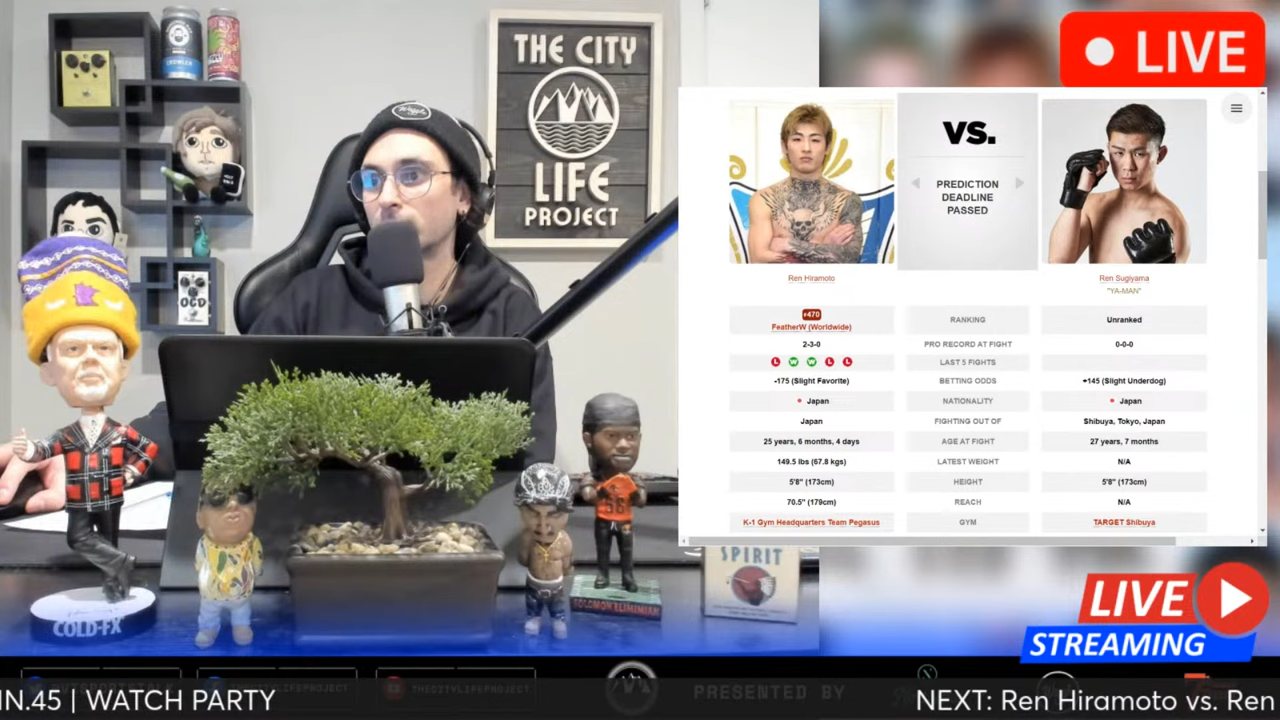 THE CITY
LIFE
PROJECT
OCD
COLD-FX
SOLOMON ELIMIMIAN
SPIRIT
LIVE
VS.
PREDICTION
DEADLINE
PASSED
Ren Hiramoto
Ren Sugiyama
"YA-MAN"
#470
FeatherW (Worldwide)
RANKING
Unranked
2-3-0
PRO RECORD AT FIGHT
0-0-0
L W W L L
LAST 5 FIGHTS
-175 (Slight Favorite)
BETTING ODDS
+145 (Slight Underdog)
Japan
NATIONALITY
Japan
Japan
FIGHTING OUT OF
Shibuya, Tokyo, Japan
25 years, 6 months, 4 days
AGE AT FIGHT
27 years, 7 months
149.5 lbs (67.8 kgs)
LATEST WEIGHT
N/A
5'8" (173cm)
HEIGHT
5'8" (173cm)
70.5" (179cm)
REACH
N/A
K-1 Gym Headquarters Team Pegasus
GYM
TARGET Shibuya
LIVE
STREAMING
THECITYLIFEPROJECT
PRESENTED BY
IN.45 | WATCH PARTY
NEXT: Ren Hiramoto vs. Ren